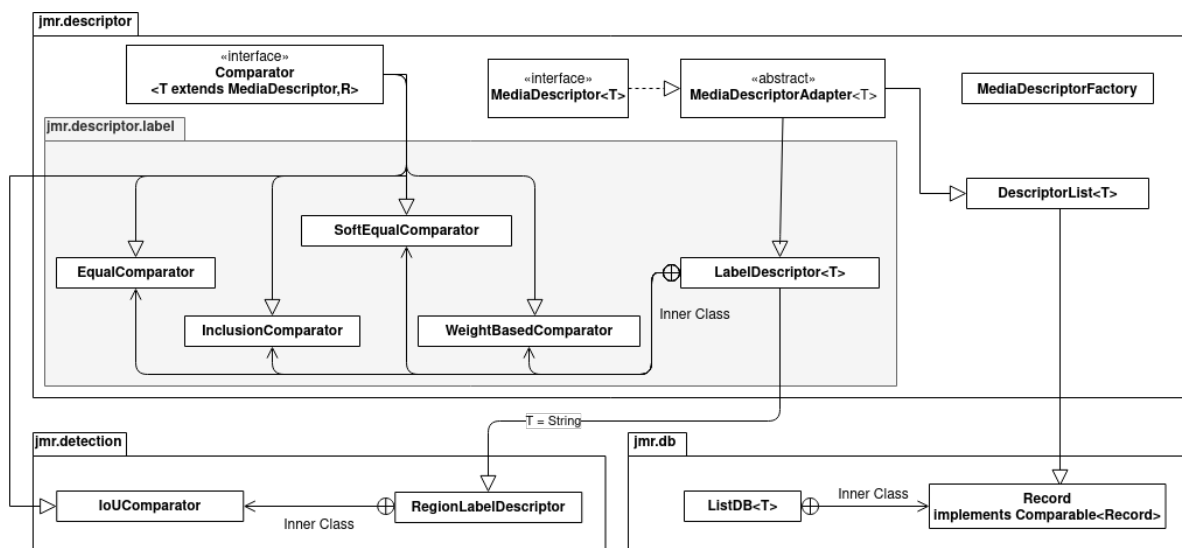 jmr.descriptor
«interface»
Comparator
<T extends MediaDescriptor,R>
«interface»
MediaDescriptor<T>
«abstract»
MediaDescriptorAdapter<T>
MediaDescriptorFactory
jmr.descriptor.label
DescriptorList<T>
SoftEqualComparator
EqualComparator
LabelDescriptor<T>
Inner Class
InclusionComparator
WeightBasedComparator
T = String
jmr.detection
jmr.db
IoUComparator
Inner Class
RegionLabelDescriptor
ListDB<T>
Inner Class
Record
implements Comparable<Record>